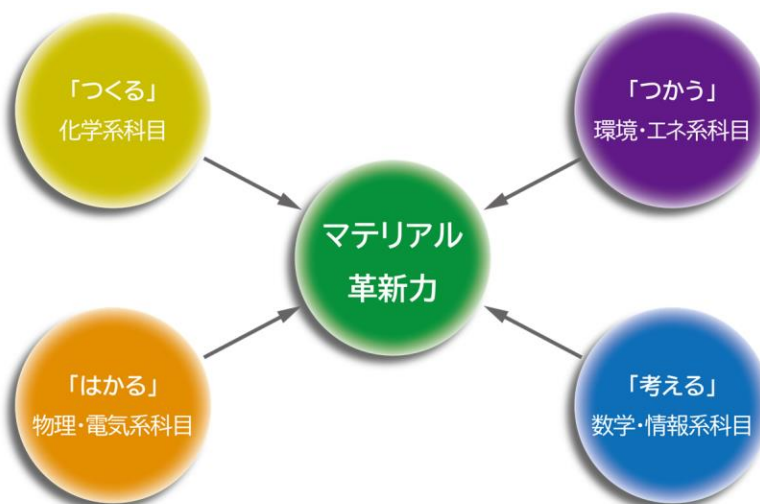 「つくる」
化学系科目
「つかう」
環境・エネ系科目
マテリアル
革新力
「はかる」
物理・電気系科目
「考える」
数学・情報系科目